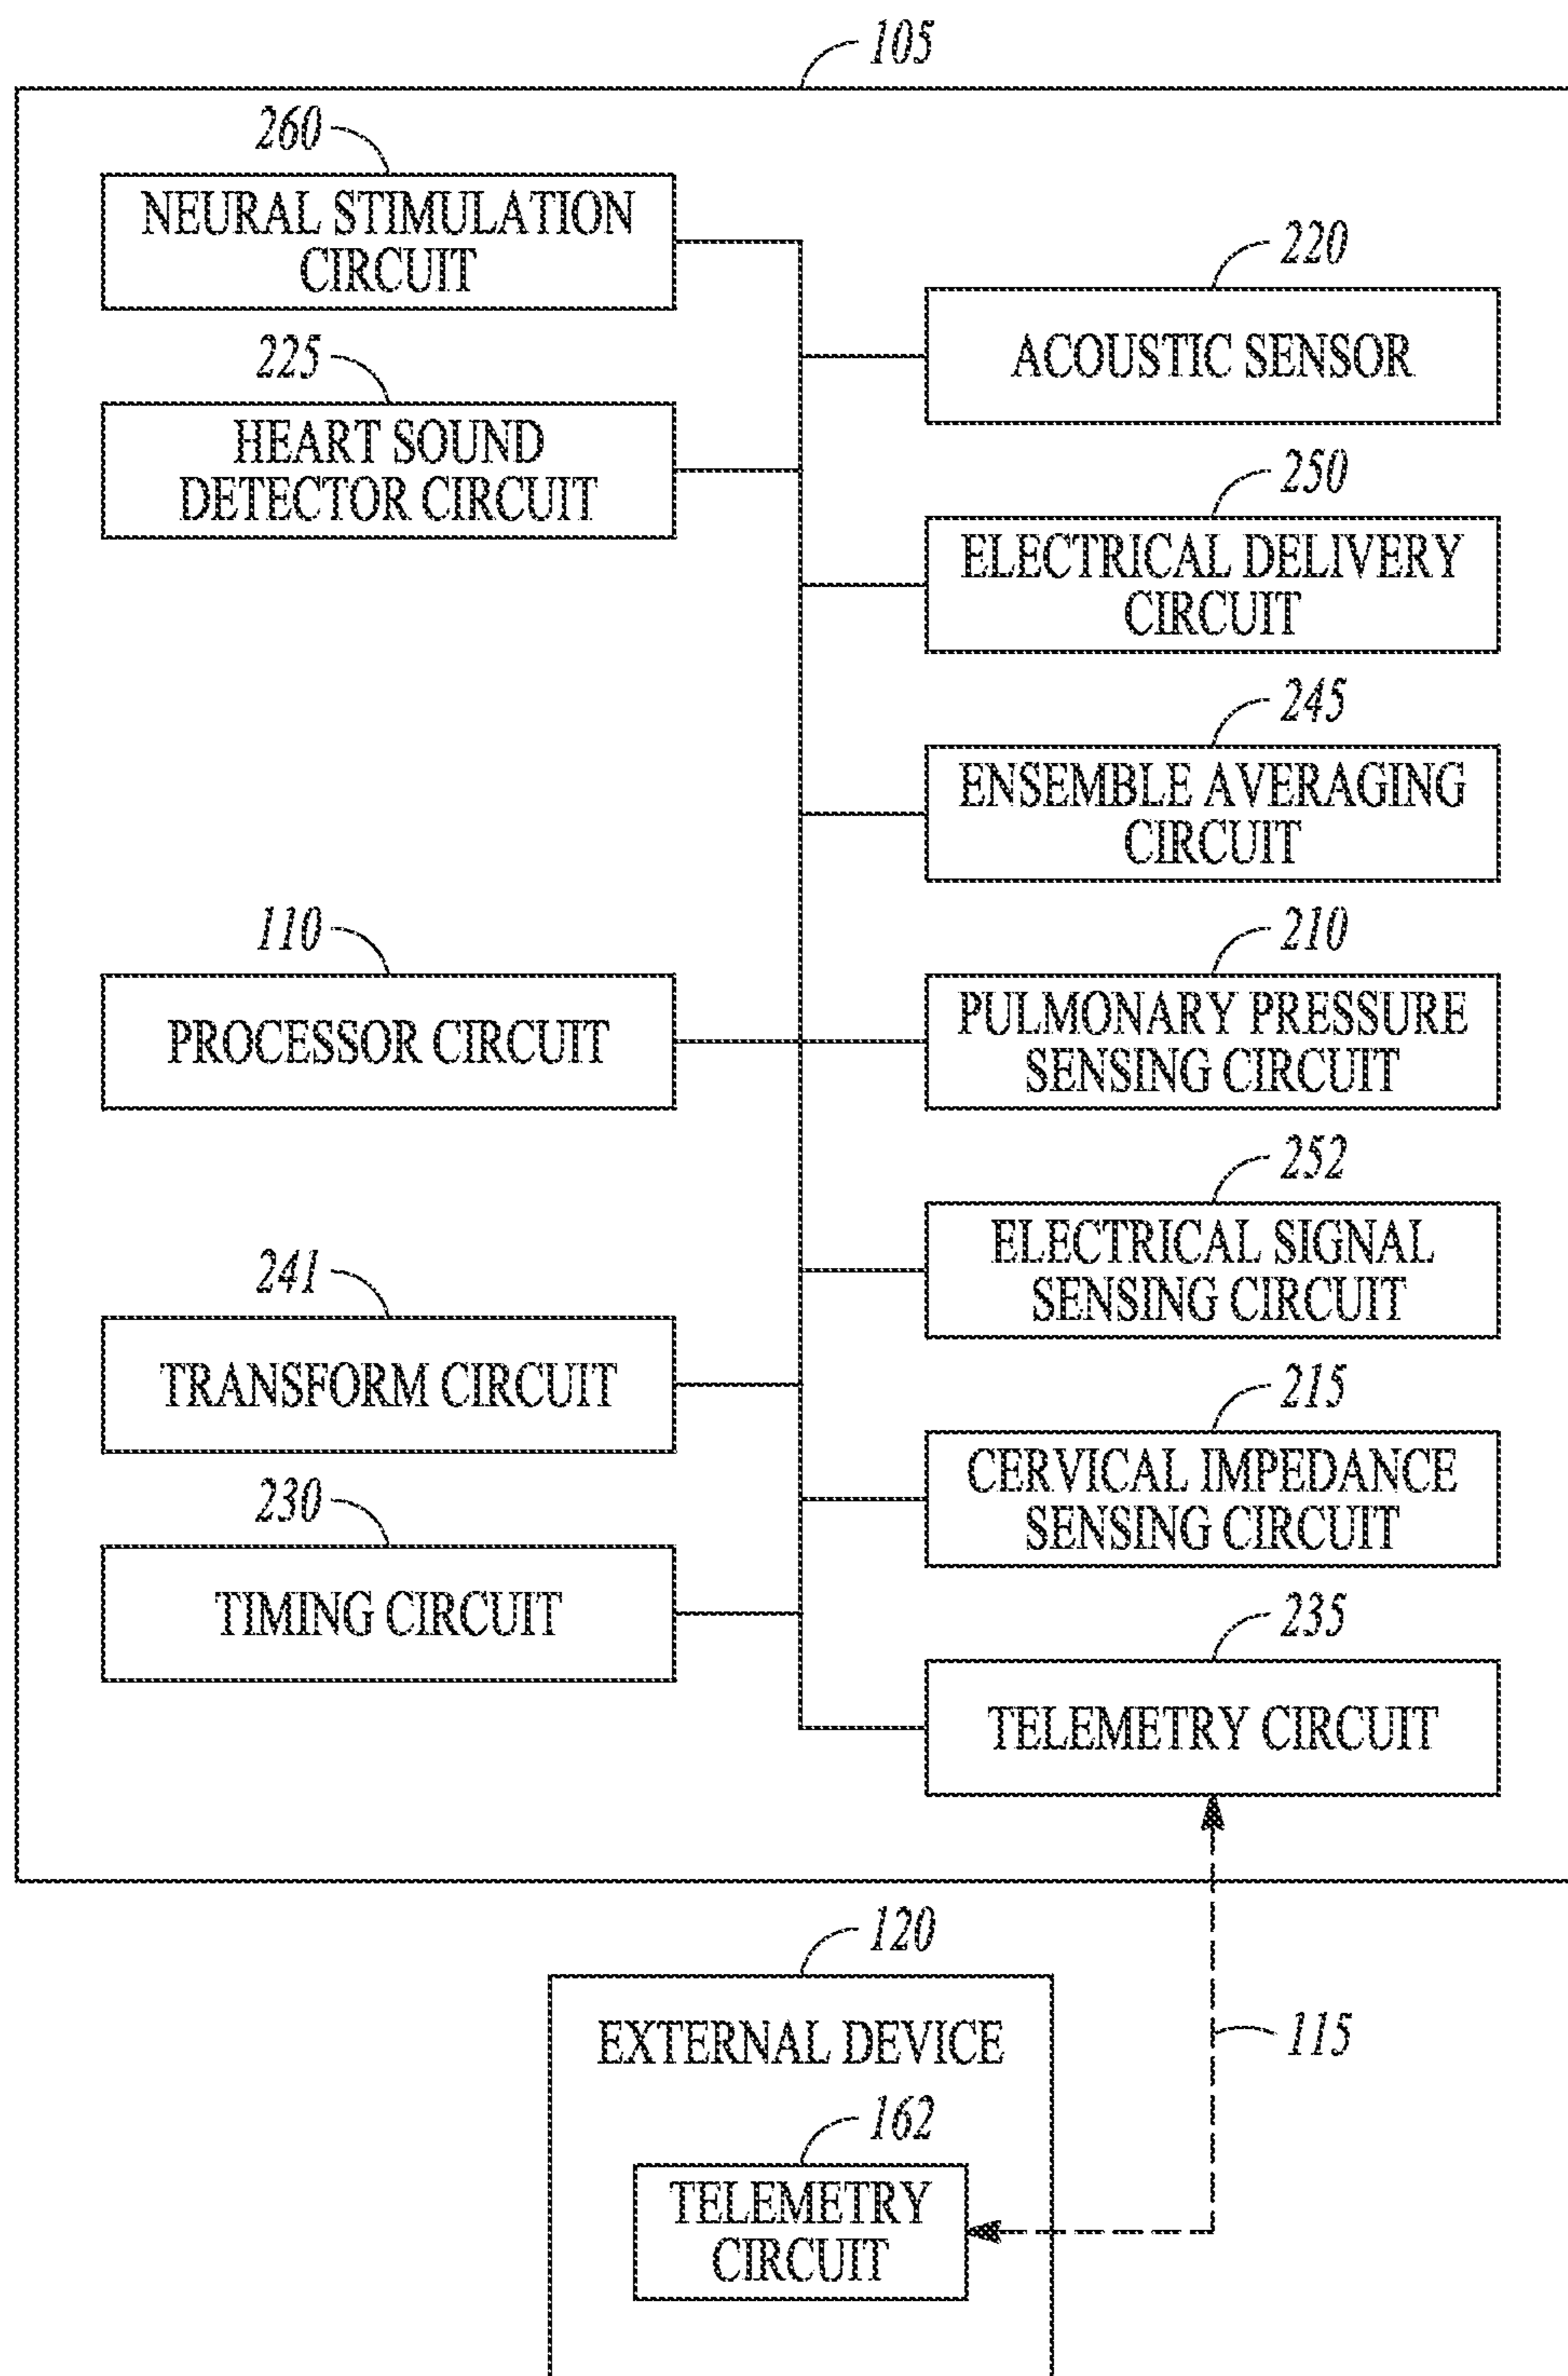 105
260
NEURAL STIMULATION
CIRCUIT
220
ACOUSTIC SENSOR
225
HEART SOUND
DETECTOR CIRCUIT
250
ELECTRICAL DELIVERY
CIRCUIT
245
ENSEMBLE AVERAGING
CIRCUIT
110
PROCESSOR CIRCUIT
210
PULMONARY PRESSURE
SENSING CIRCUIT
252
ELECTRICAL SIGNAL
SENSING CIRCUIT
241
TRANSFORM CIRCUIT
215
CERVICAL IMPEDANCE
SENSING CIRCUIT
230
TIMING CIRCUIT
235
TELEMETRY CIRCUIT
120
EXTERNAL DEVICE
115
162
TELEMETRY
CIRCUIT